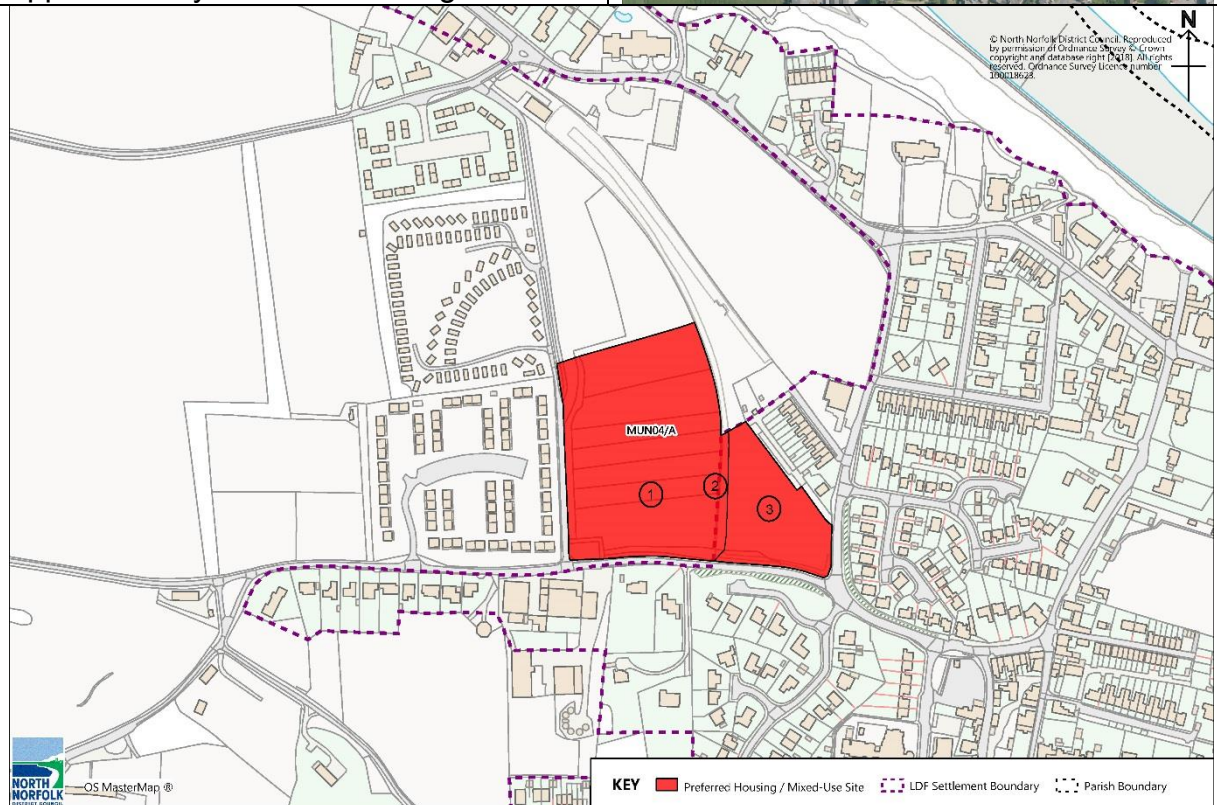 N
© North Norfolk District Council. Reproduced
by permission of Ordnance Survey © Crown
copyright and database right [2018]. All rights
reserved. Ordnance Survey Licence number
100018623.
MUN04/A
1
2
3
NORTH
NORFOLK
DISTRICT COUNCIL
OS MasterMap ®
KEY
Preferred Housing / Mixed-Use Site
LDF Settlement Boundary
Parish Boundary